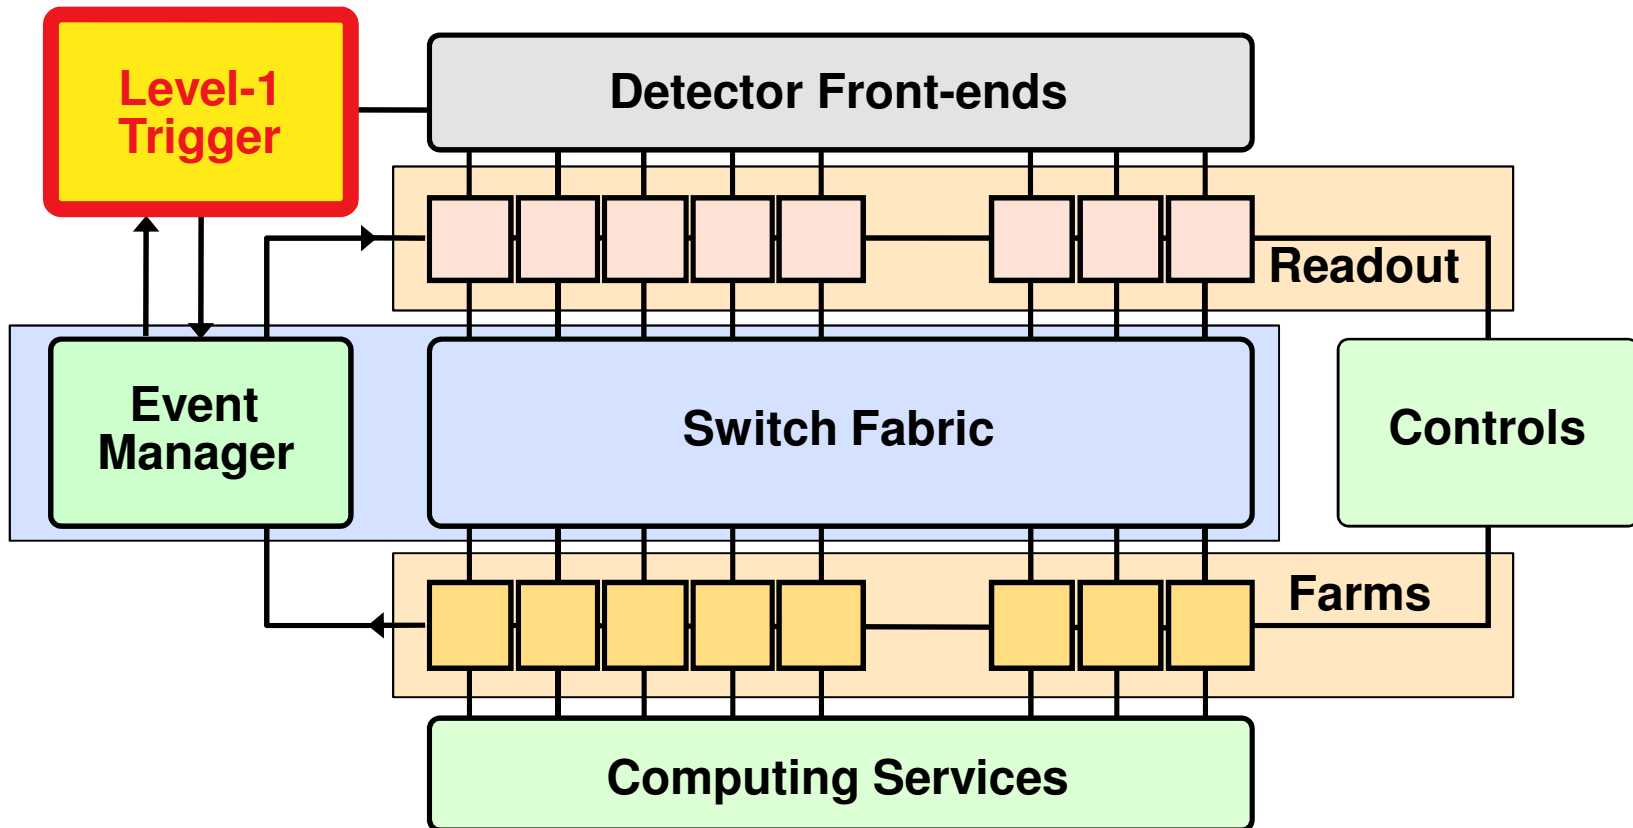 Level-1
Trigger
Detector Front-ends
Readout
Event
Manager
Switch Fabric
Controls
Farms
Computing Services